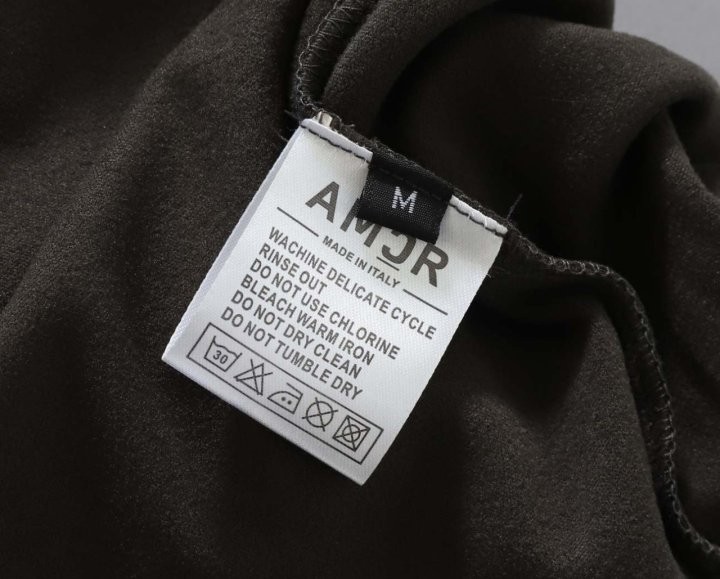 M
AMOR
MADE IN ITALY
WACHINE DELICATE CYCLE
RINSE OUT
DO NOT USE CHLORINE
BLEACH WARM IRON
DO NOT DRY CLEAN
DO NOT TUMBLE DRY
30